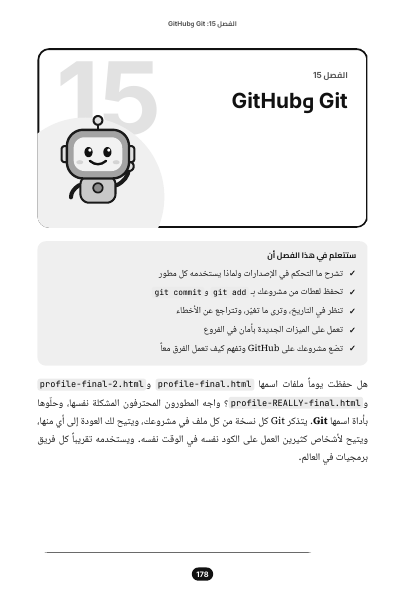 الفصل 15: Git وGitHub
15
الفصل 15
Git وGitHub
ستتعلم في هذا الفصل أن
✓ تشرح ما التحكم في الإصدارات ولماذا يستخدمه كل مطور
✓ تحفظ لقطات من مشروعك بـ git add و git commit
✓ تنظر في التاريخ، وترى ما تغيّر، وتتراجع عن الأخطاء
✓ تعمل على الميزات الجديدة بأمان في الفروع
✓ تضع مشروعك على GitHub وتفهم كيف تعمل الفرق معاً
هل حفظت يوماً ملفات اسمها profile-final.html و profile-final-2.html
و profile-REALLY-final.html؟ واجه المطورون المحترفون المشكلة نفسها، وحلّوها
بأداة اسمها Git. يتذكر Git كل نسخة من كل ملف في مشروعك، ويتيح لك العودة إلى أي منها،
ويتيح لأشخاص كثيرين العمل على الكود نفسه في الوقت نفسه. ويستخدمه تقريباً كل فريق
برمجيات في العالم.
178